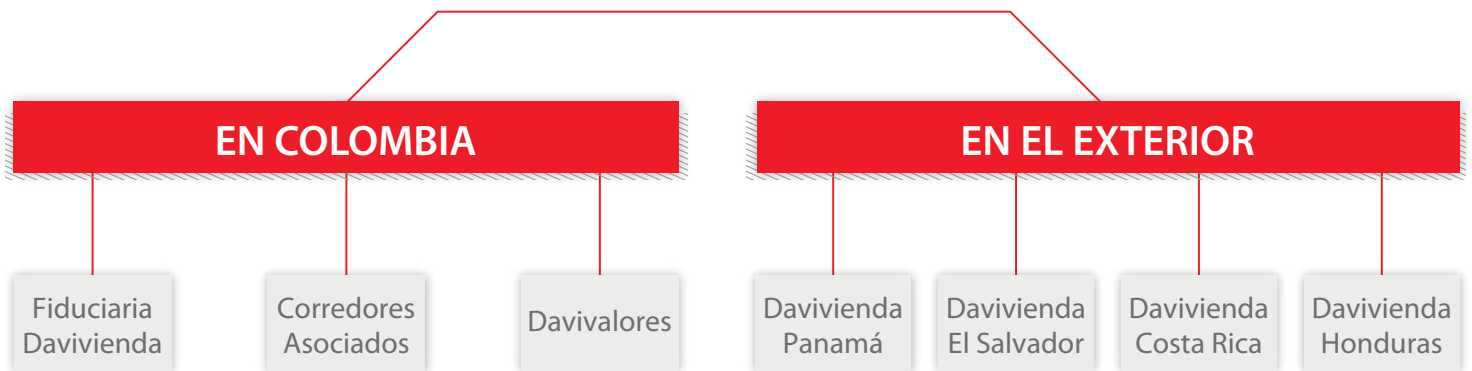 EN COLOMBIA
EN EL EXTERIOR
Fiduciaria
Davivienda
Corredores
Asociados
Davivalores
Davivienda
Panamá
Davivienda
El Salvador
Davivienda
Costa Rica
Davivienda
Honduras